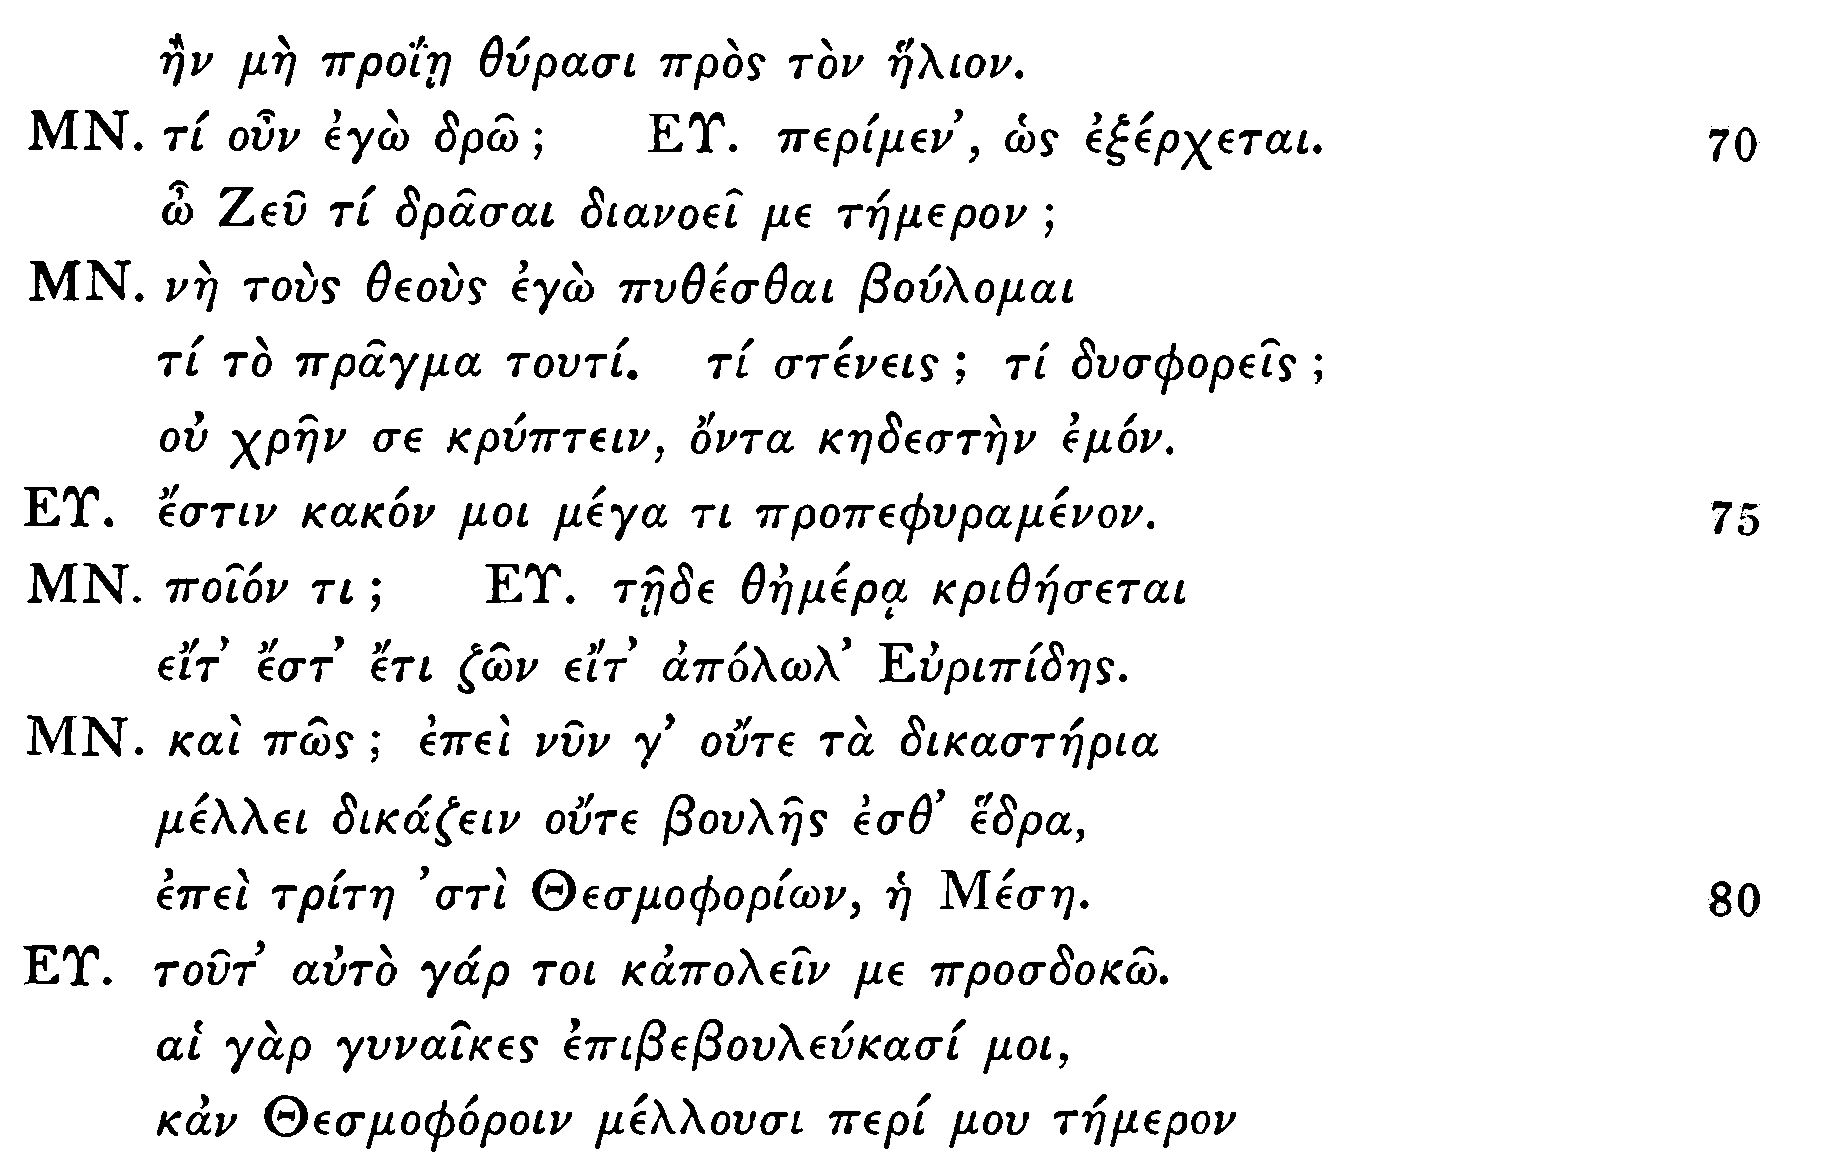 ἢν μὴ προΐῃ θύρασι πρὸς τὸν ἥλιον.
ΜΝ. τί οὖν ἐγὼ δρῶ; ΕΥ. περίμεν’, ὡς ἐξέρχεται. 70
ὦ Ζεῦ τί δρᾶσαι διανοεῖ με τήμερον;
ΜΝ. νὴ τοὺς θεοὺς ἐγὼ πυθέσθαι βούλομαι
τί τὸ πρᾶγμα τουτί. τί στένεις; τί δυσφορεῖς;
οὐ χρῆν σε κρύπτειν, ὄντα κηδεστὴν ἐμόν.
ΕΥ. ἔστιν κακόν μοι μέγα τι προπεφυραμένον. 75
ΜΝ. ποῖόν τι; ΕΥ. τῇδε θἠμέρᾳ κριθήσεται
εἴτ’ ἔστ’ ἔτι ζῶν εἴτ’ ἀπόλωλ’ Εὐριπίδης.
ΜΝ. καὶ πῶς; ἐπεὶ νῦν γ’ οὔτε τὰ δικαστήρια
μέλλει δικάζειν οὔτε βουλῆς ἐσθ’ ἕδρα,
ἐπεὶ τρίτη ’στὶ Θεσμοφορίων, ἡ Μέση. 80
ΕΥ. τοῦτ’ αὐτὸ γάρ τοι κἀπολεῖν με προσδοκῶ.
αἱ γὰρ γυναῖκες ἐπιβεβουλεύκασί μοι,
κἀν Θεσμοφόροιν μέλλουσι περί μου τήμερον